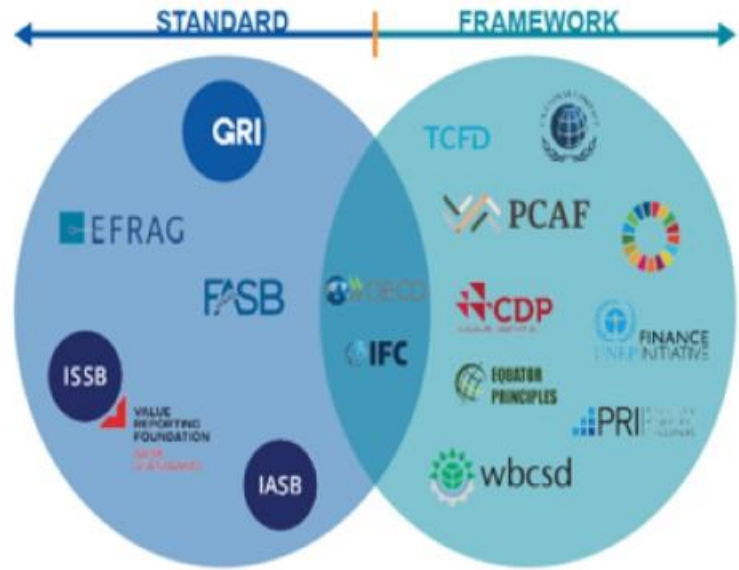 STANDARD
FRAMEWORK
GRI
TCFD
EFRAG
PCAF
FASB
OECD
CDP
IFC
FINANCE
UNEP INITIATIVE
ISSB
EQUATOR
PRINCIPLES
VALUE
REPORTING
FOUNDATION
PRI
IASB
wbcsd